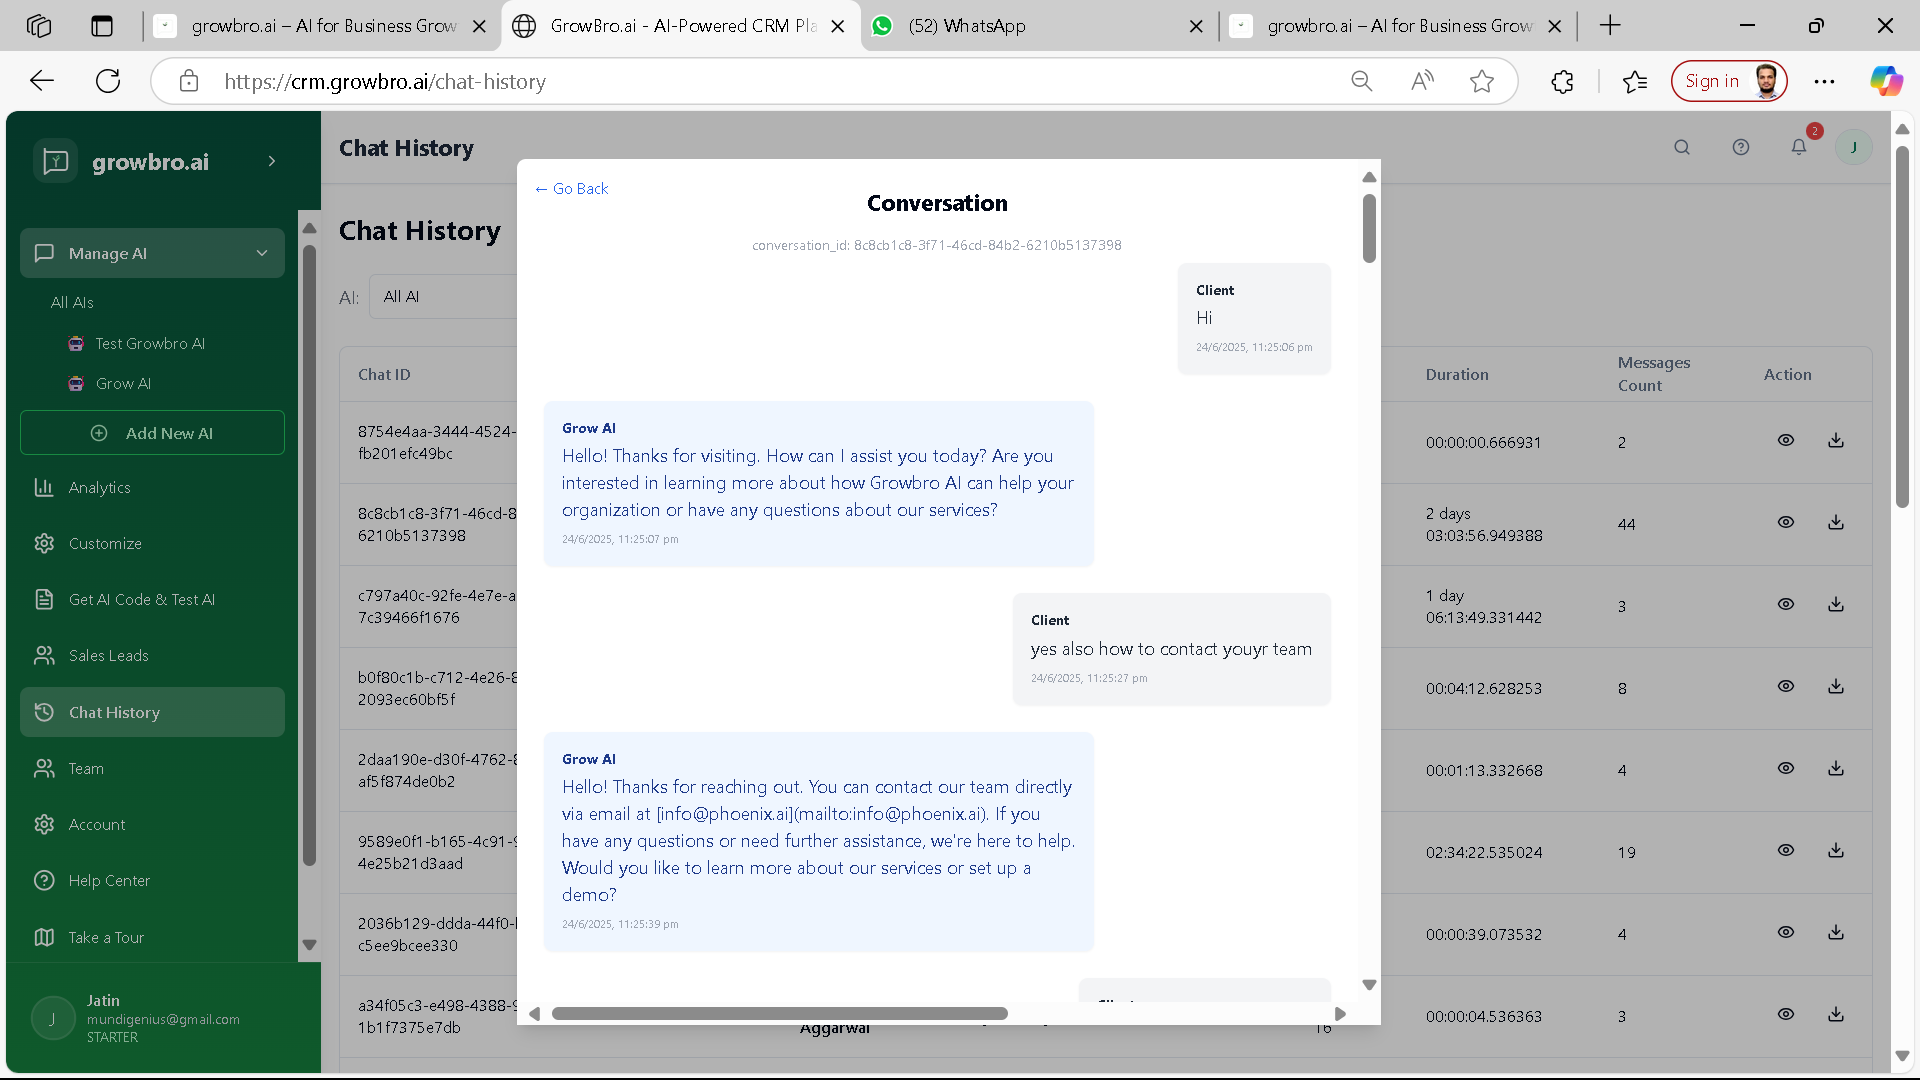 growbro.ai – AI for Business Grow
GrowBro.ai - AI-Powered CRM Pla
(52) WhatsApp
growbro.ai – AI for Business Grow
https://crm.growbro.ai/chat-history
Sign in
growbro.ai
Manage AI
All AIs
Test Growbro AI
Grow AI
Add New AI
Analytics
Customize
Get AI Code & Test AI
Sales Leads
Chat History
Team
Account
Help Center
Take a Tour
J
Jatin
mundigenius@gmail.com
STARTER
Chat History
2
J
Chat History
AI:
All AI
Chat ID
Duration
Messages
Count
Action
8754e4aa-3444-4524-
fb201efc49bc
00:00:00.666931
2
8c8cb1c8-3f71-46cd-8
6210b5137398
2 days
03:03:56.949388
44
c797a40c-92fe-4e7e-a
7c39466f1676
1 day
06:13:49.331442
3
b0f80c1b-c712-4e26-8
2093ec60bf5f
00:04:12.628253
8
2daa190e-d30f-4762-8
af5f874de0b2
00:01:13.332668
4
9589e0f1-b165-4c91-9
4e25b21d3aad
02:34:22.535024
19
2036b129-ddda-44f0-
c5ee9bcee330
00:00:39.073532
4
a34f05c3-e498-4388-9
1b1f7375e7db
Aggarwal
16
00:00:04.536363
3
← Go Back
Conversation
conversation_id: 8c8cb1c8-3f71-46cd-84b2-6210b5137398
Client
Hi
24/6/2025, 11:25:06 pm
Grow AI
Hello! Thanks for visiting. How can I assist you today? Are you
interested in learning more about how Growbro AI can help your
organization or have any questions about our services?
24/6/2025, 11:25:07 pm
Client
yes also how to contact youyr team
24/6/2025, 11:25:27 pm
Grow AI
Hello! Thanks for reaching out. You can contact our team directly
via email at [info@phoenix.ai](mailto:info@phoenix.ai). If you
have any questions or need further assistance, we're here to help.
Would you like to learn more about our services or set up a
demo?
24/6/2025, 11:25:39 pm